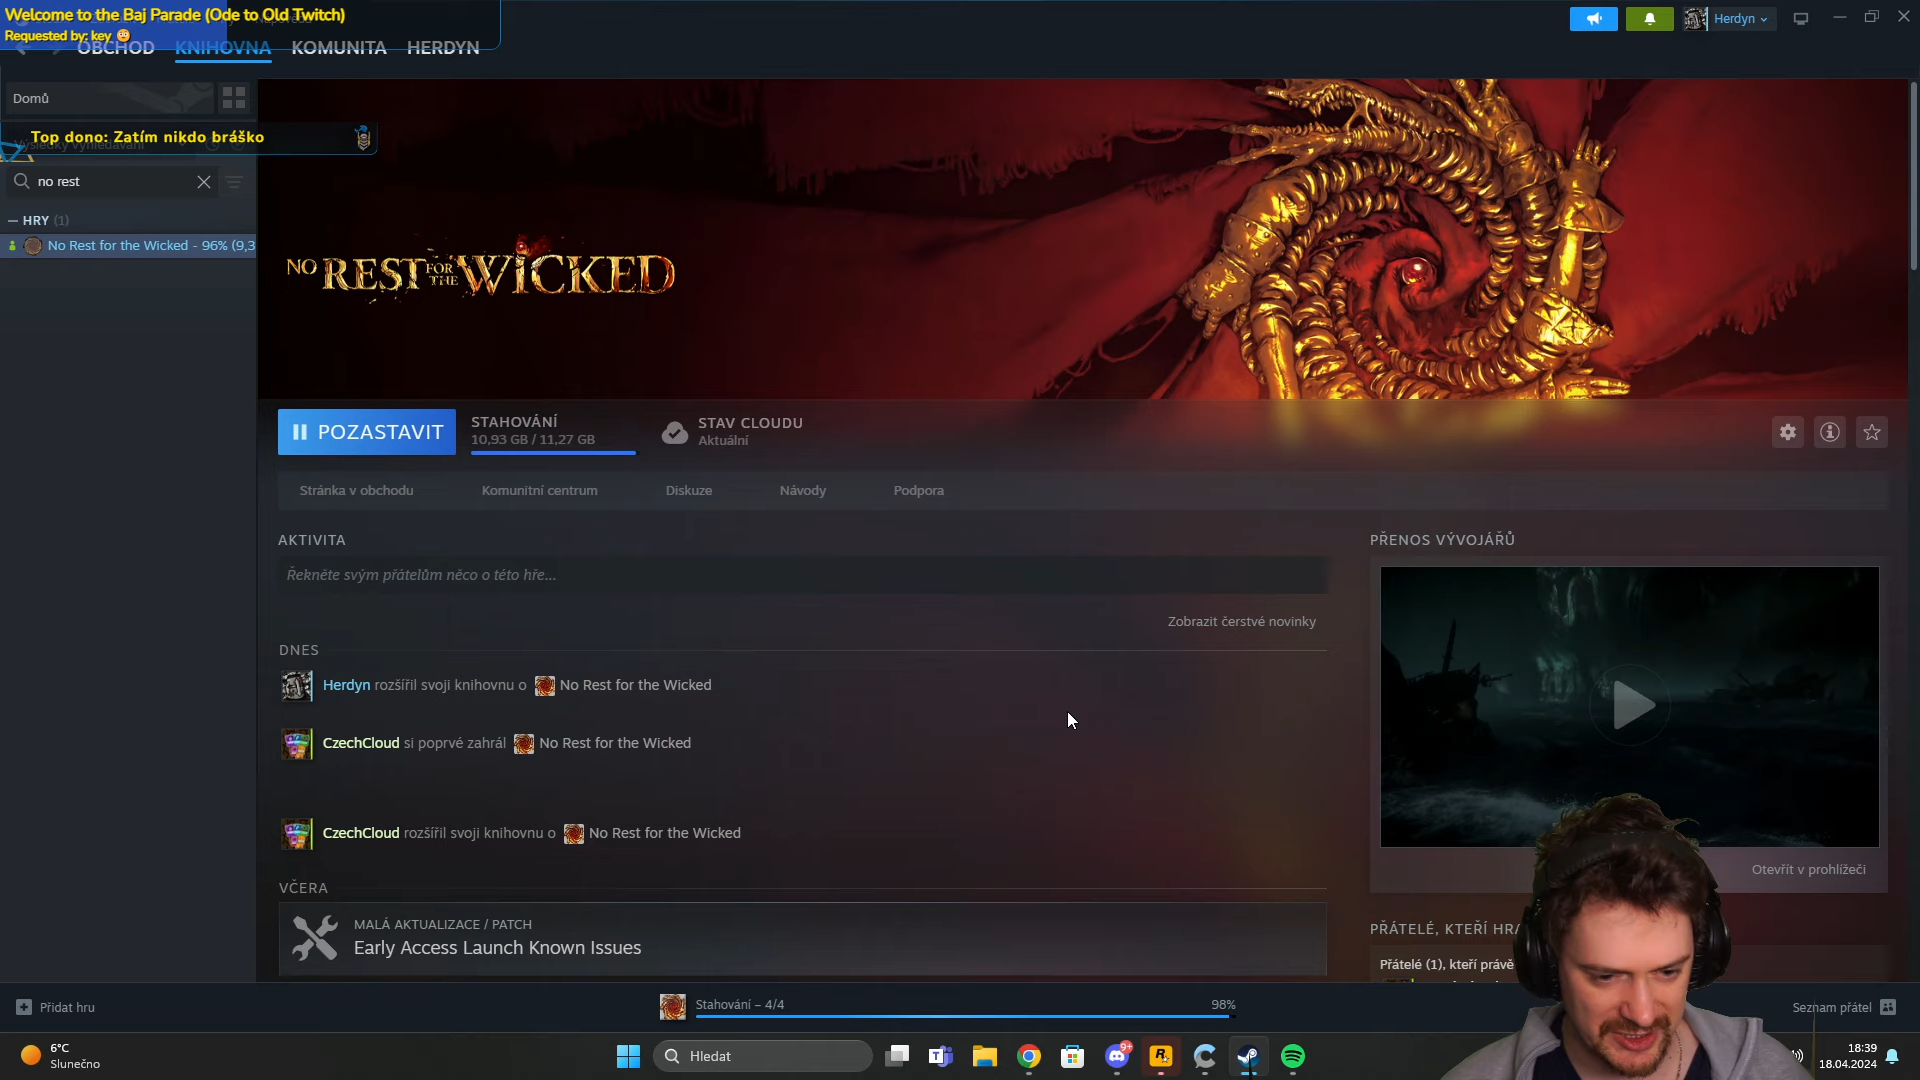 Welcome to the Baj Parade (Ode to Old Twitch)
Requested by: key
OBCHOD KNIHOVNA KOMUNITA HERDYN
Herdyn
Domů
Top dono: Zatím nikdo bráško
Výsledky vyhledávání
no rest
HRY (1)
No Rest for the Wicked - 96% (9,3
NO REST FOR THE WICKED
POZASTAVIT
STAHOVÁNÍ
10,93 GB / 11,27 GB
STAV CLOUDU
Aktuální
Stránka v obchodu Komunitní centrum Diskuze Návody Podpora
AKTIVITA
Řekněte svým přátelům něco o této hře...
Zobrazit čerstvé novinky
DNES
Herdyn rozšířil svoji knihovnu o No Rest for the Wicked
CzechCloud si poprvé zahrál No Rest for the Wicked
CzechCloud rozšířil svoji knihovnu o No Rest for the Wicked
VČERA
MALÁ AKTUALIZACE / PATCH
Early Access Launch Known Issues
PŘENOS VÝVOJÁŘŮ
Otevřít v prohlížeči
PŘÁTELÉ, KTEŘÍ HRA
Přátelé (1), kteří právě
Přidat hru
Stahování – 4/4
98%
Seznam přátel
6°C
Slunečno
Hledat
9+
18:39
18.04.2024